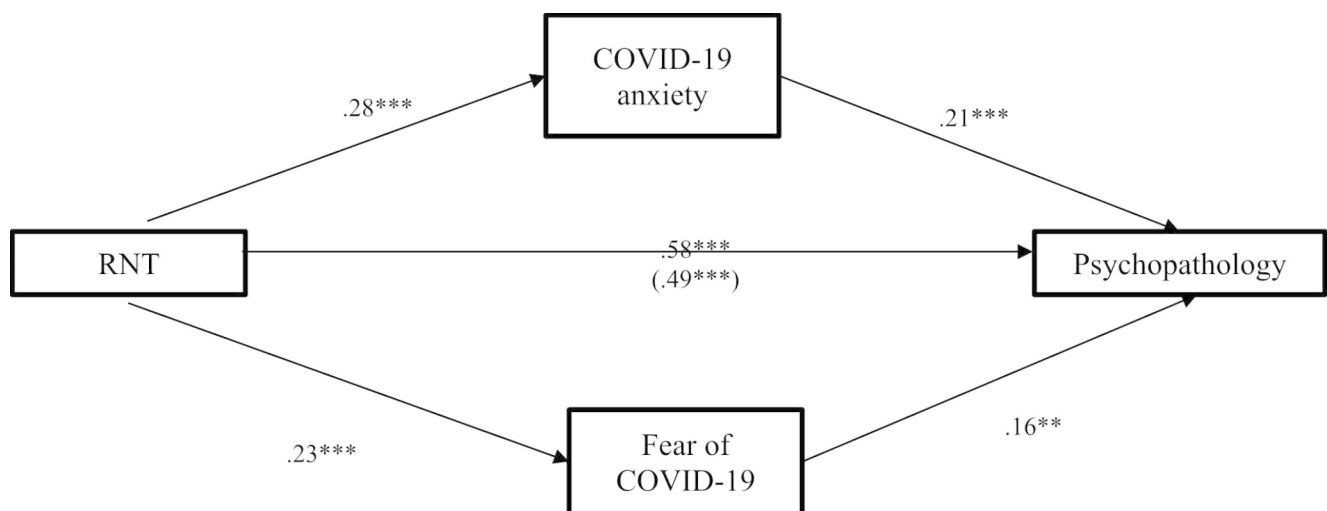 COVID-19
anxiety
.28***
.21***
RNT
.58***
(.49***)
Psychopathology
.23***
Fear of
COVID-19
.16**